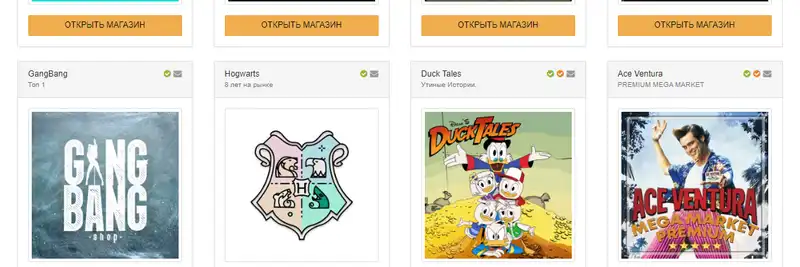 ОТКРЫТЬ МАГАЗИН
ОТКРЫТЬ МАГАЗИН
ОТКРЫТЬ МАГАЗИН
ОТКРЫТЬ МАГАЗИН
GangBang
Топ 1
Hogwarts
8 лет на рынке
Duck Tales
Утиные Истории.
Ace Ventura
PREMIUM MEGA MARKET
GANG
BANG
-shop-
H
DUCKTALES
ACE VENTURA
MEGA MARKET
PREMIUM